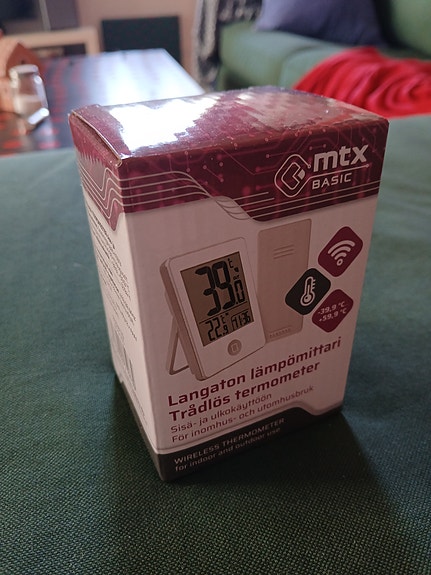 mtx
BASIC
39.0 °C
22.9
-39,9 °C
+59,9 °C
Langaton lämpömittari
Trådlös termometer
Sisä- ja ulkokäyttöön
För inomhus- och utomhusbruk
WIRELESS THERMOMETER
for indoor and outdoor use